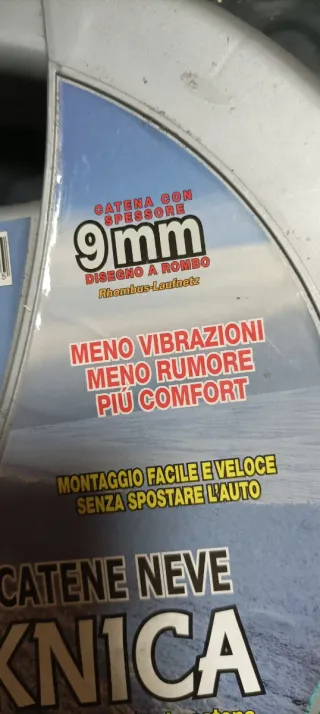 CATENA CON
SPESSORE
9mm
DISEGNO A ROMBO
Rhombus-Laufnetz
MENO VIBRAZIONI
MENO RUMORE
PIÚ COMFORT
MONTAGGIO FACILE E VELOCE
SENZA SPOSTARE L'AUTO
CATENE NEVE
KN1CA